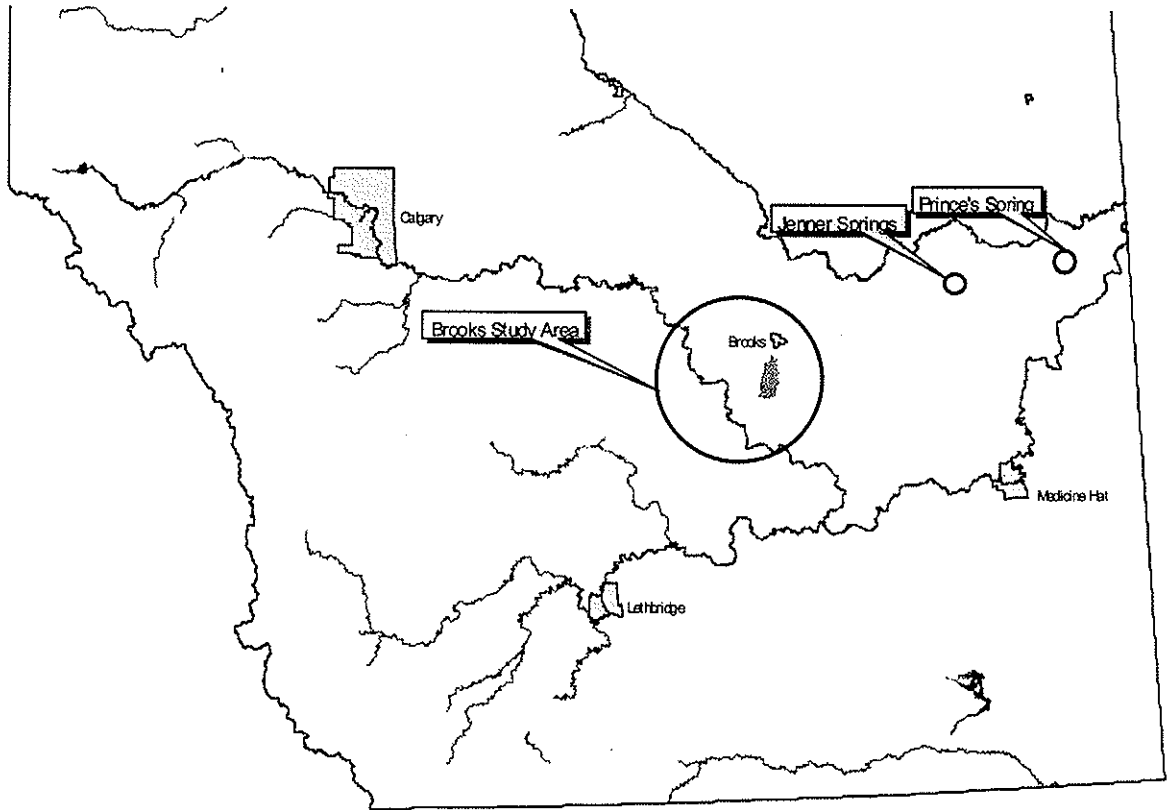 Calgary
Prince's Spring
Jenner Springs
Brooks Study Area
Brooks
Medicine Hat
Lethbridge